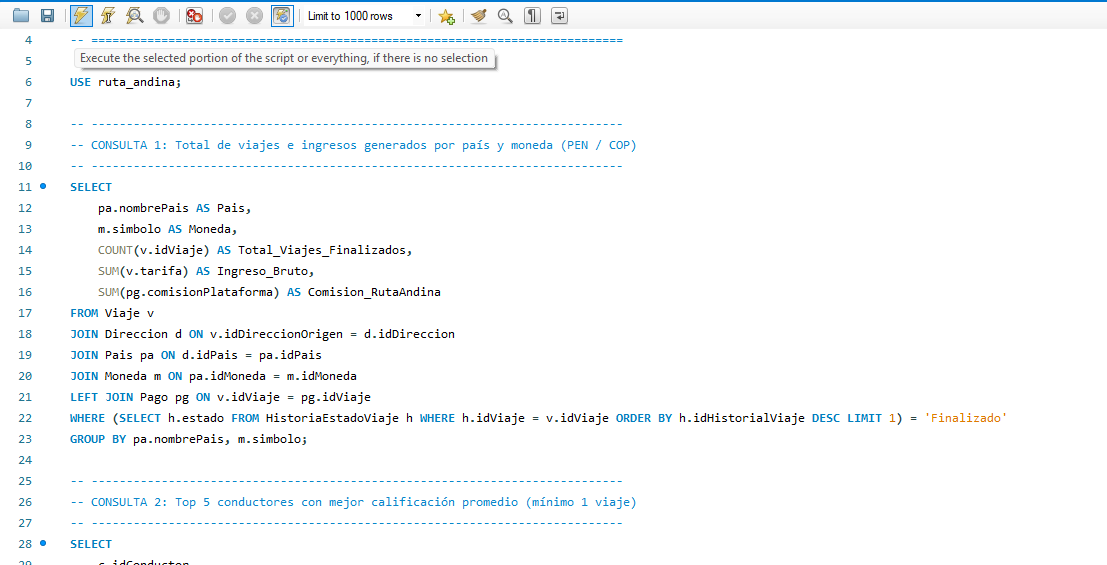 Limit to 1000 rows
4 -- ============================================================================
5 Execute the selected portion of the script or everything, if there is no selection
6 USE ruta_andina;
7
8 -- ----------------------------------------------------------------------------
9 -- CONSULTA 1: Total de viajes e ingresos generados por país y moneda (PEN / COP)
10 -- ----------------------------------------------------------------------------
11 SELECT
12 pa.nombrePais AS Pais,
13 m.simbolo AS Moneda,
14 COUNT(v.idViaje) AS Total_Viajes_Finalizados,
15 SUM(v.tarifa) AS Ingreso_Bruto,
16 SUM(pg.comisionPlataforma) AS Comision_RutaAndina
17 FROM Viaje v
18 JOIN Direccion d ON v.idDireccionOrigen = d.idDireccion
19 JOIN Pais pa ON d.idPais = pa.idPais
20 JOIN Moneda m ON pa.idMoneda = m.idMoneda
21 LEFT JOIN Pago pg ON v.idViaje = pg.idViaje
22 WHERE (SELECT h.estado FROM HistoriaEstadoViaje h WHERE h.idViaje = v.idViaje ORDER BY h.idHistorialViaje DESC LIMIT 1) = 'Finalizado'
23 GROUP BY pa.nombrePais, m.simbolo;
24
25 -- ----------------------------------------------------------------------------
26 -- CONSULTA 2: Top 5 conductores con mejor calificación promedio (mínimo 1 viaje)
27 -- ----------------------------------------------------------------------------
28 SELECT
29 c.idConductor